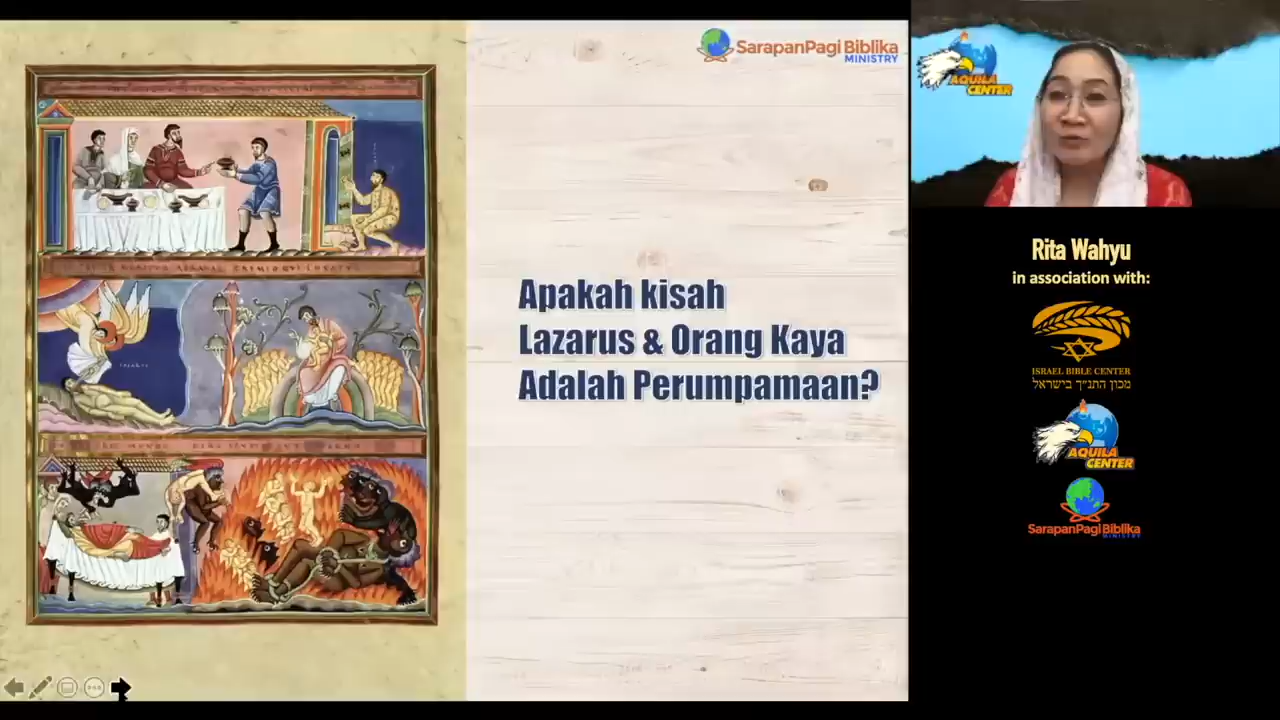 SarapanPagi Biblika
MINISTRY
Apakah kisah
Lazarus & Orang Kaya
Adalah Perumpamaan?
AQUILA
CENTER
Rita Wahyu
in association with:
ISRAEL BIBLE CENTER
מכון התנ״ך בישראל
AQUILA
CENTER
SarapanPagi Biblika
MINISTRY